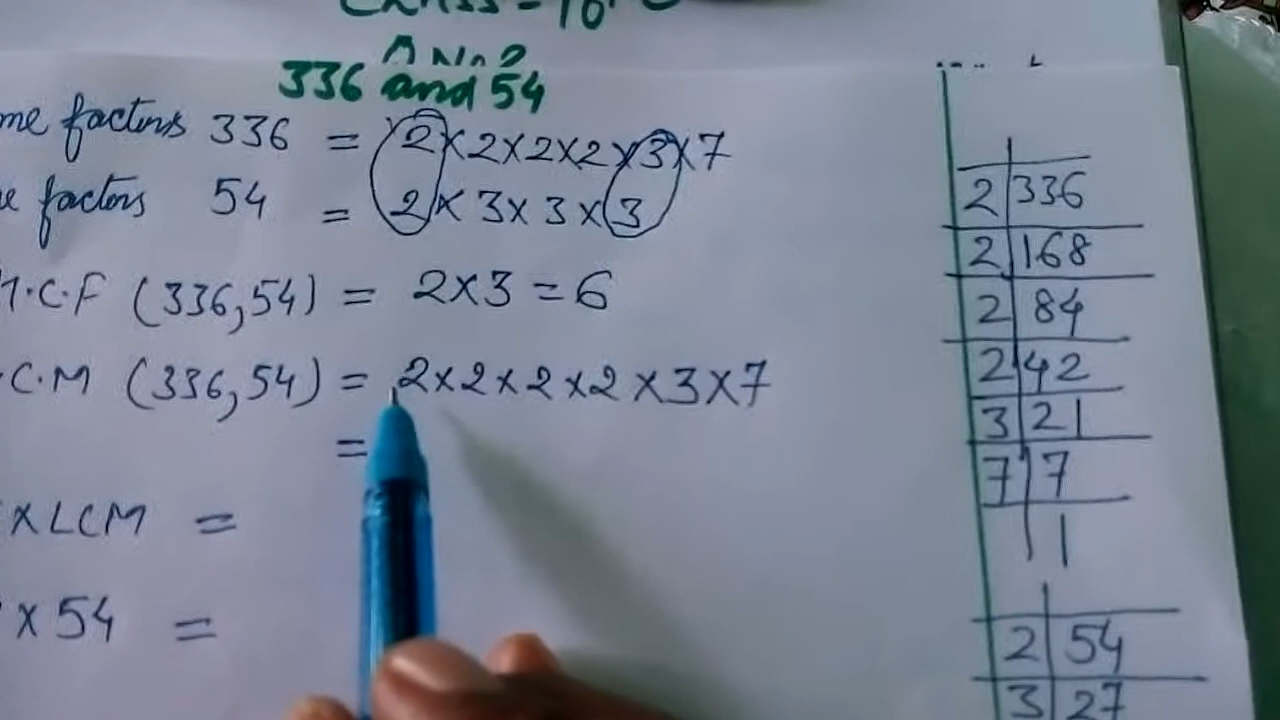 336 and 54
me factors 336 = 2×2×2×2×3×7
e factors 54 = 2×3×3×3
.C.F (336,54) = 2×3 = 6
.C.M (336,54) = 2×2×2×2×3×7
=
×LCM =
×54 =
2 336
2 168
2 84
2 42
3 21
7 7
1
2 54
3 27